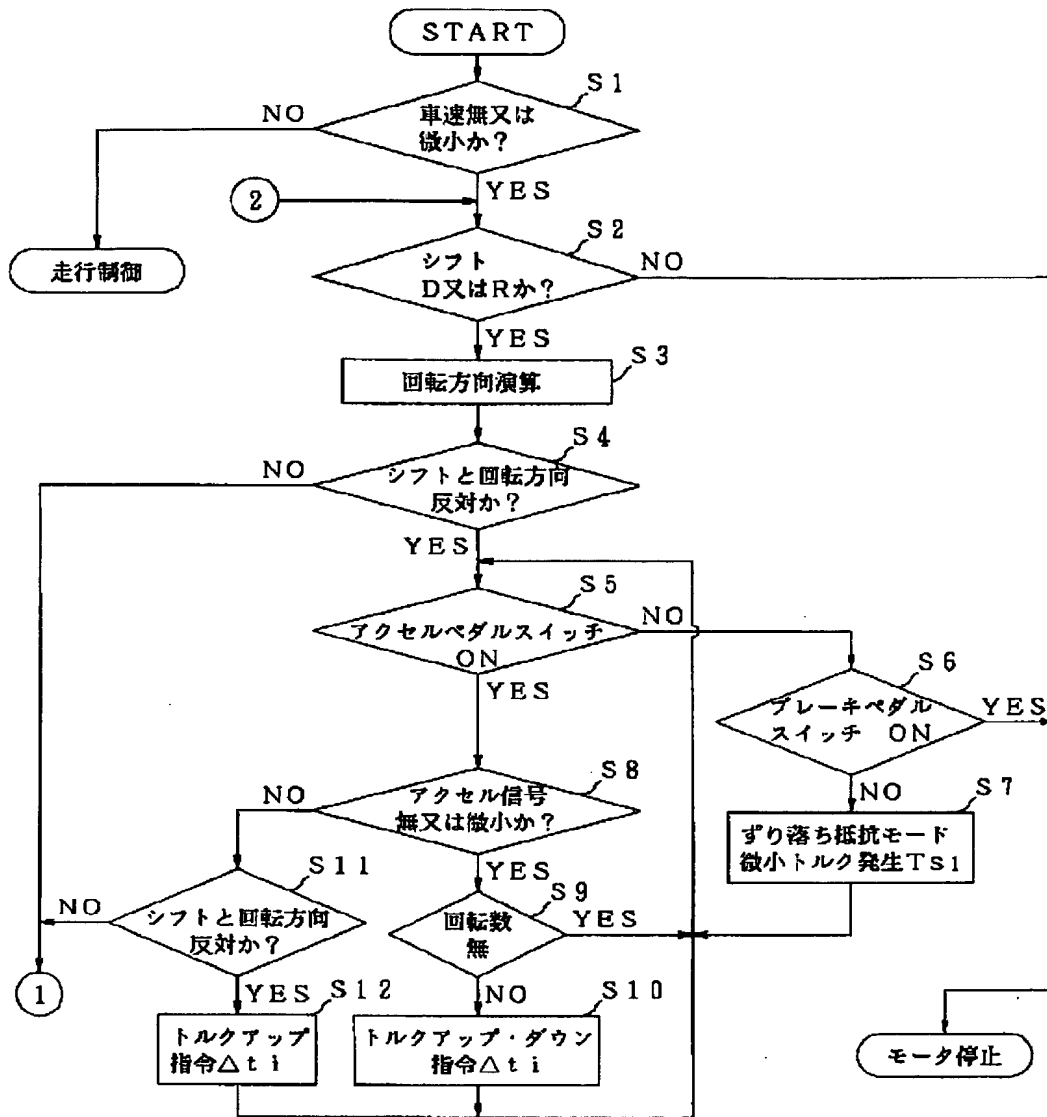 START
S1
NO
車速無又は
微小か？
YES
2
S2
走行制御
シフト
D又はRか？
NO
YES
S3
回転方向演算
S4
NO
シフトと回転方向
反対か？
YES
S5
NO
アクセルペダルスイッチ
ON
YES
S6
ブレーキペダル
スイッチ ON
YES
S8
NO
アクセル信号
無又は微小か？
NO
S7
ずり落ち抵抗モード
微小トルク発生TS1
YES
S11
S9
NO
シフトと回転方向
反対か？
回転数
無
YES
1
YES
S12
NO
S10
トルクアップ
指令△ti
トルクアップ・ダウン
指令△ti
モータ停止